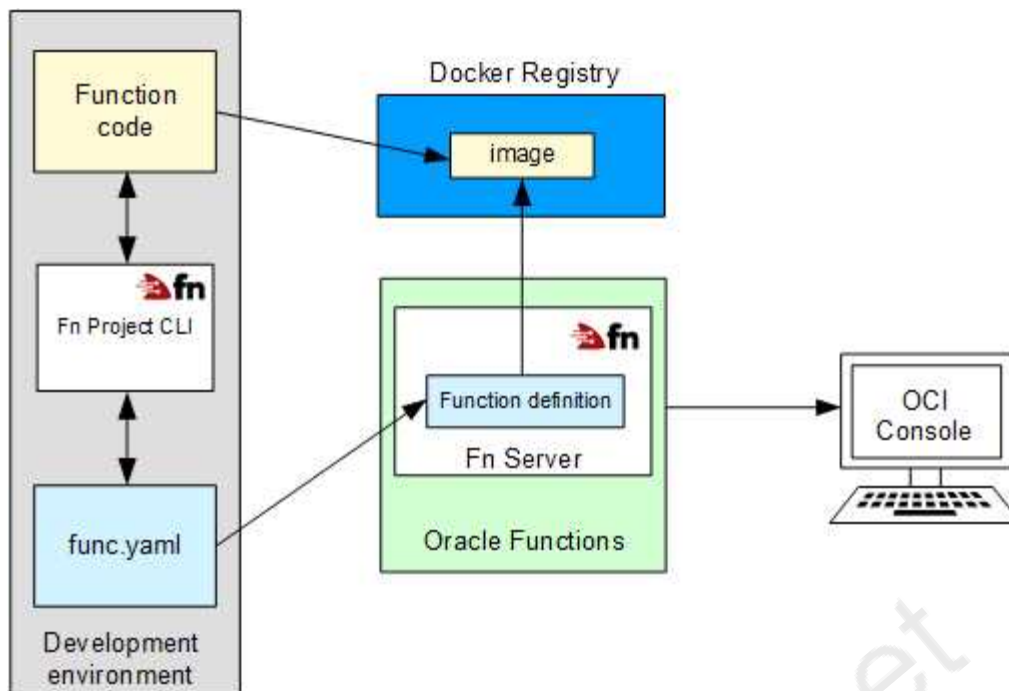 Function
code
fn
Fn Project CLI
func.yaml
Development
environment
Docker Registry
image
fn
Function definition
Fn Server
Oracle Functions
OCI
Console
et